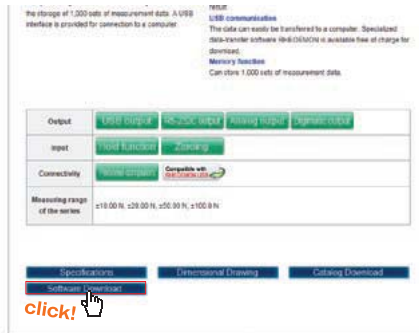 the storage of 1,000 sets of measurement data. A USB
interface is provided for connection to a computer.
result.
USB communication
The data can easily be transferred to a computer. Specialized
data-transfer software RHEODEMON is available free of charge for
download.
Memory function
Can store 1,000 sets of measurement data.
Output USB output RS-232C output Analog output Digimatic output
Input Hold function Zeroing
Connectivity Compatible with
Measuring range
of the series ±10.00 N, ±20.00 N, ±50.00 N, ±100.0 N
Specifications Dimensional Drawing Catalog Download
Software Download
click!